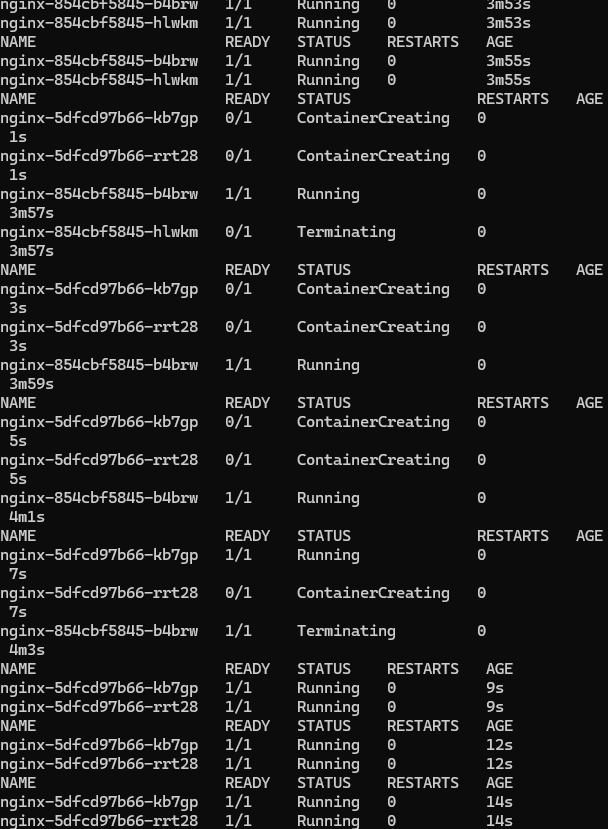 nginx-854cbf5845-b4brw   1/1     Running   0          3m53s
nginx-854cbf5845-hlwkm   1/1     Running   0          3m53s
NAME                     READY   STATUS    RESTARTS   AGE
nginx-854cbf5845-b4brw   1/1     Running   0          3m55s
nginx-854cbf5845-hlwkm   1/1     Running   0          3m55s
NAME                     READY   STATUS              RESTARTS   AGE
nginx-5dfcd97b66-kb7gp   0/1     ContainerCreating   0
 1s
nginx-5dfcd97b66-rrt28   0/1     ContainerCreating   0
 1s
nginx-854cbf5845-b4brw   1/1     Running             0
 3m57s
nginx-854cbf5845-hlwkm   0/1     Terminating         0
 3m57s
NAME                     READY   STATUS              RESTARTS   AGE
nginx-5dfcd97b66-kb7gp   0/1     ContainerCreating   0
 3s
nginx-5dfcd97b66-rrt28   0/1     ContainerCreating   0
 3s
nginx-854cbf5845-b4brw   1/1     Running             0
 3m59s
NAME                     READY   STATUS              RESTARTS   AGE
nginx-5dfcd97b66-kb7gp   0/1     ContainerCreating   0
 5s
nginx-5dfcd97b66-rrt28   0/1     ContainerCreating   0
 5s
nginx-854cbf5845-b4brw   1/1     Running             0
 4m1s
NAME                     READY   STATUS              RESTARTS   AGE
nginx-5dfcd97b66-kb7gp   1/1     Running             0
 7s
nginx-5dfcd97b66-rrt28   0/1     ContainerCreating   0
 7s
nginx-854cbf5845-b4brw   1/1     Terminating         0
 4m3s
NAME                     READY   STATUS    RESTARTS   AGE
nginx-5dfcd97b66-kb7gp   1/1     Running   0          9s
nginx-5dfcd97b66-rrt28   1/1     Running   0          9s
NAME                     READY   STATUS    RESTARTS   AGE
nginx-5dfcd97b66-kb7gp   1/1     Running   0          12s
nginx-5dfcd97b66-rrt28   1/1     Running   0          12s
NAME                     READY   STATUS    RESTARTS   AGE
nginx-5dfcd97b66-kb7gp   1/1     Running   0          14s
nginx-5dfcd97b66-rrt28   1/1     Running   0          14s